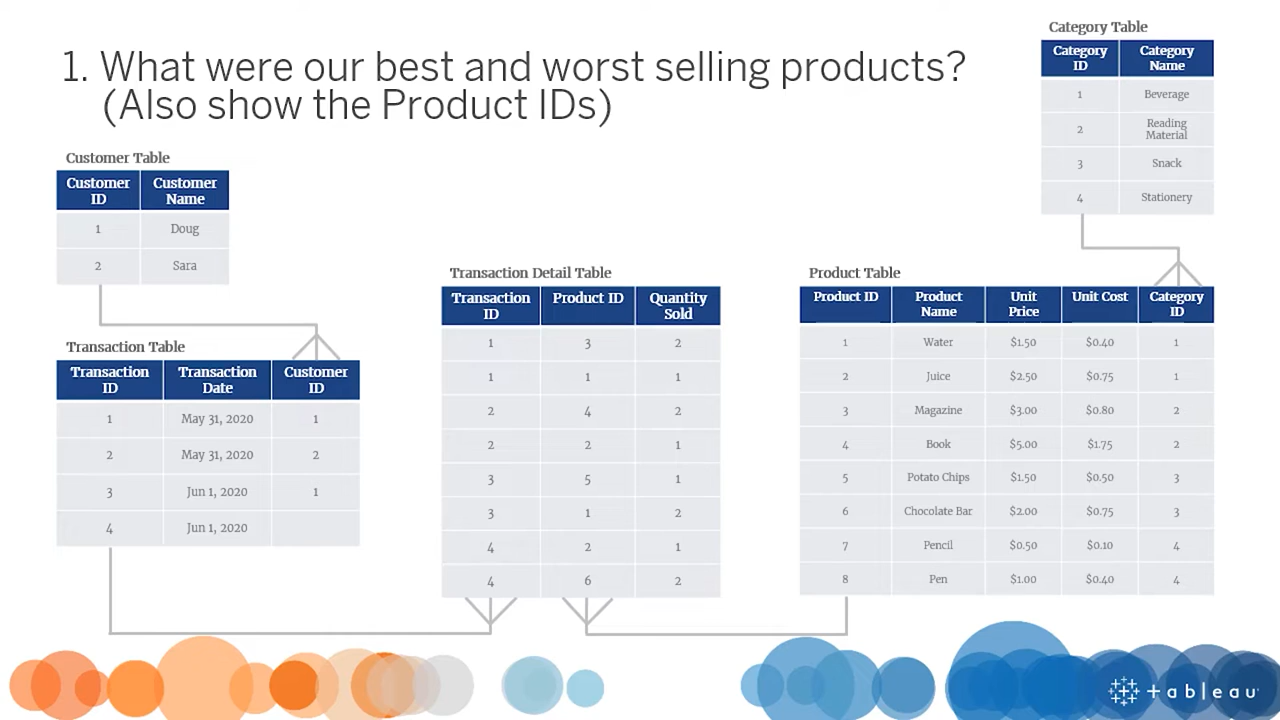 1. What were our best and worst selling products?
(Also show the Product IDs)
Category Table
Category ID Category Name
1 Beverage
2 Reading Material
3 Snack
4 Stationery
Customer Table
Customer ID Customer Name
1 Doug
2 Sara
Transaction Table
Transaction ID Transaction Date Customer ID
1 May 31, 2020 1
2 May 31, 2020 2
3 Jun 1, 2020 1
4 Jun 1, 2020
Transaction Detail Table
Transaction ID Product ID Quantity Sold
1 3 2
1 1 1
2 4 2
2 2 1
3 5 1
3 1 2
4 2 1
4 6 2
Product Table
Product ID Product Name Unit Price Unit Cost Category ID
1 Water $1.50 $0.40 1
2 Juice $2.50 $0.75 1
3 Magazine $3.00 $0.80 2
4 Book $5.00 $1.75 2
5 Potato Chips $1.50 $0.50 3
6 Chocolate Bar $2.00 $0.75 3
7 Pencil $0.50 $0.10 4
8 Pen $1.00 $0.40 4
tableau